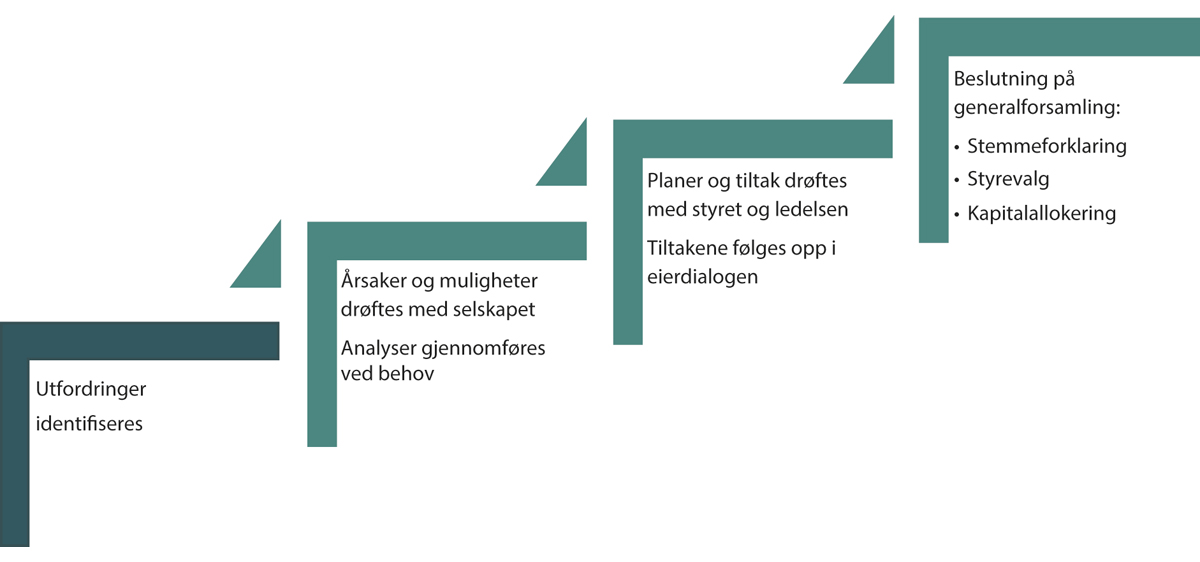 Utfordringer
identifiseres
Årsaker og muligheter
drøftes med selskapet
Analyser gjennomføres
ved behov
Planer og tiltak drøftes
med styret og ledelsen
Tiltakene følges opp i
eierdialogen
Beslutning på
generalforsamling:
• Stemmeforklaring
• Styrevalg
• Kapitalallokering